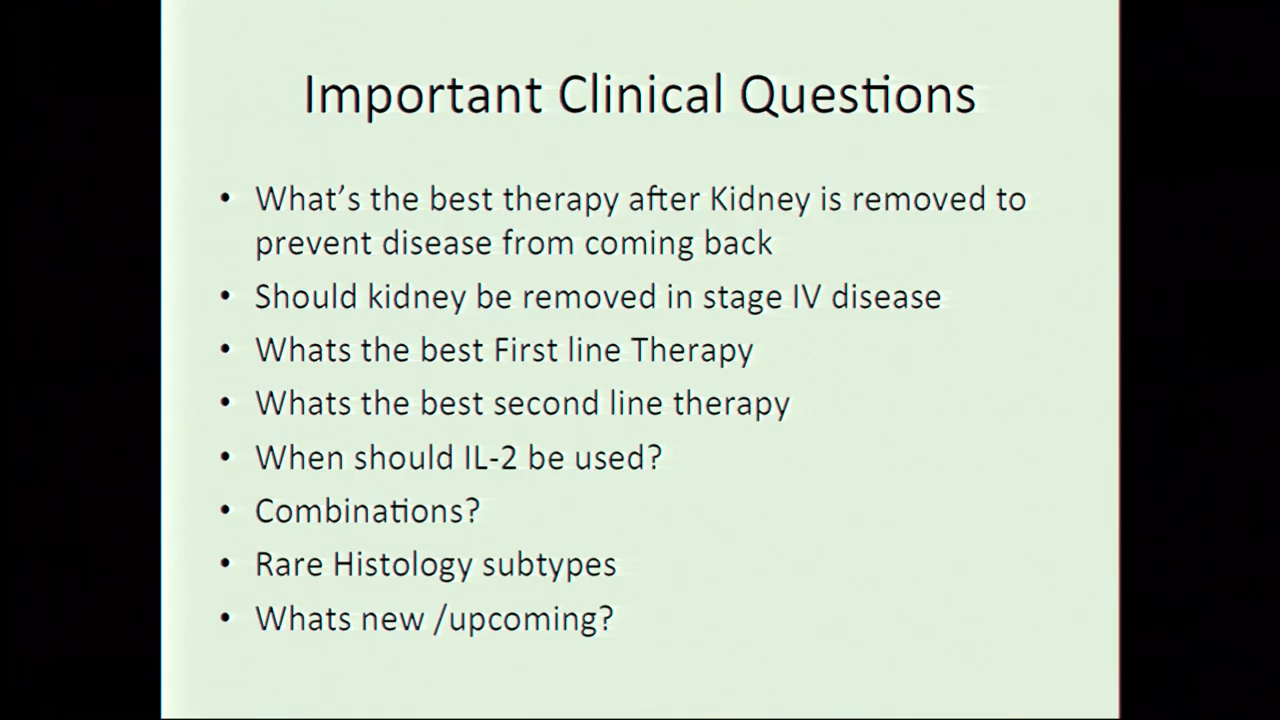 Important Clinical Questions
• What’s the best therapy after Kidney is removed to
prevent disease from coming back
• Should kidney be removed in stage IV disease
• Whats the best First line Therapy
• Whats the best second line therapy
• When should IL-2 be used?
• Combinations?
• Rare Histology subtypes
• Whats new /upcoming?